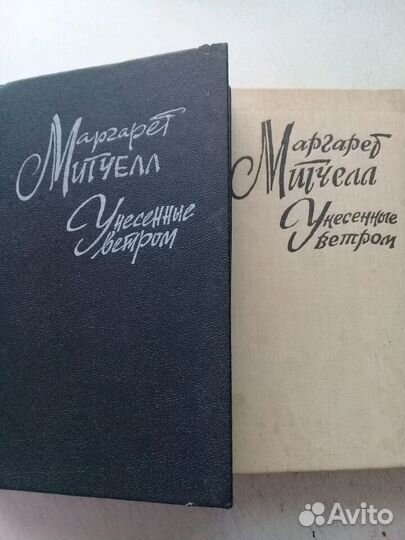 Маргарет
Митчелл
Унесенные
ветром
Маргарет
Митчелл
Унесенные
ветром
Avito